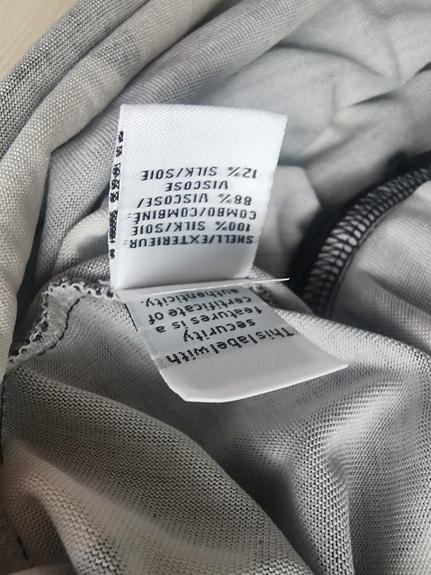 SHELL/EXTERIEUR
100% SILK/SOIE
COMBO/COMBINE
88% VISCOSE/
VISCOSE
12% SILK/SOIE
This label with
security
features is a
certificate of
authenticity.